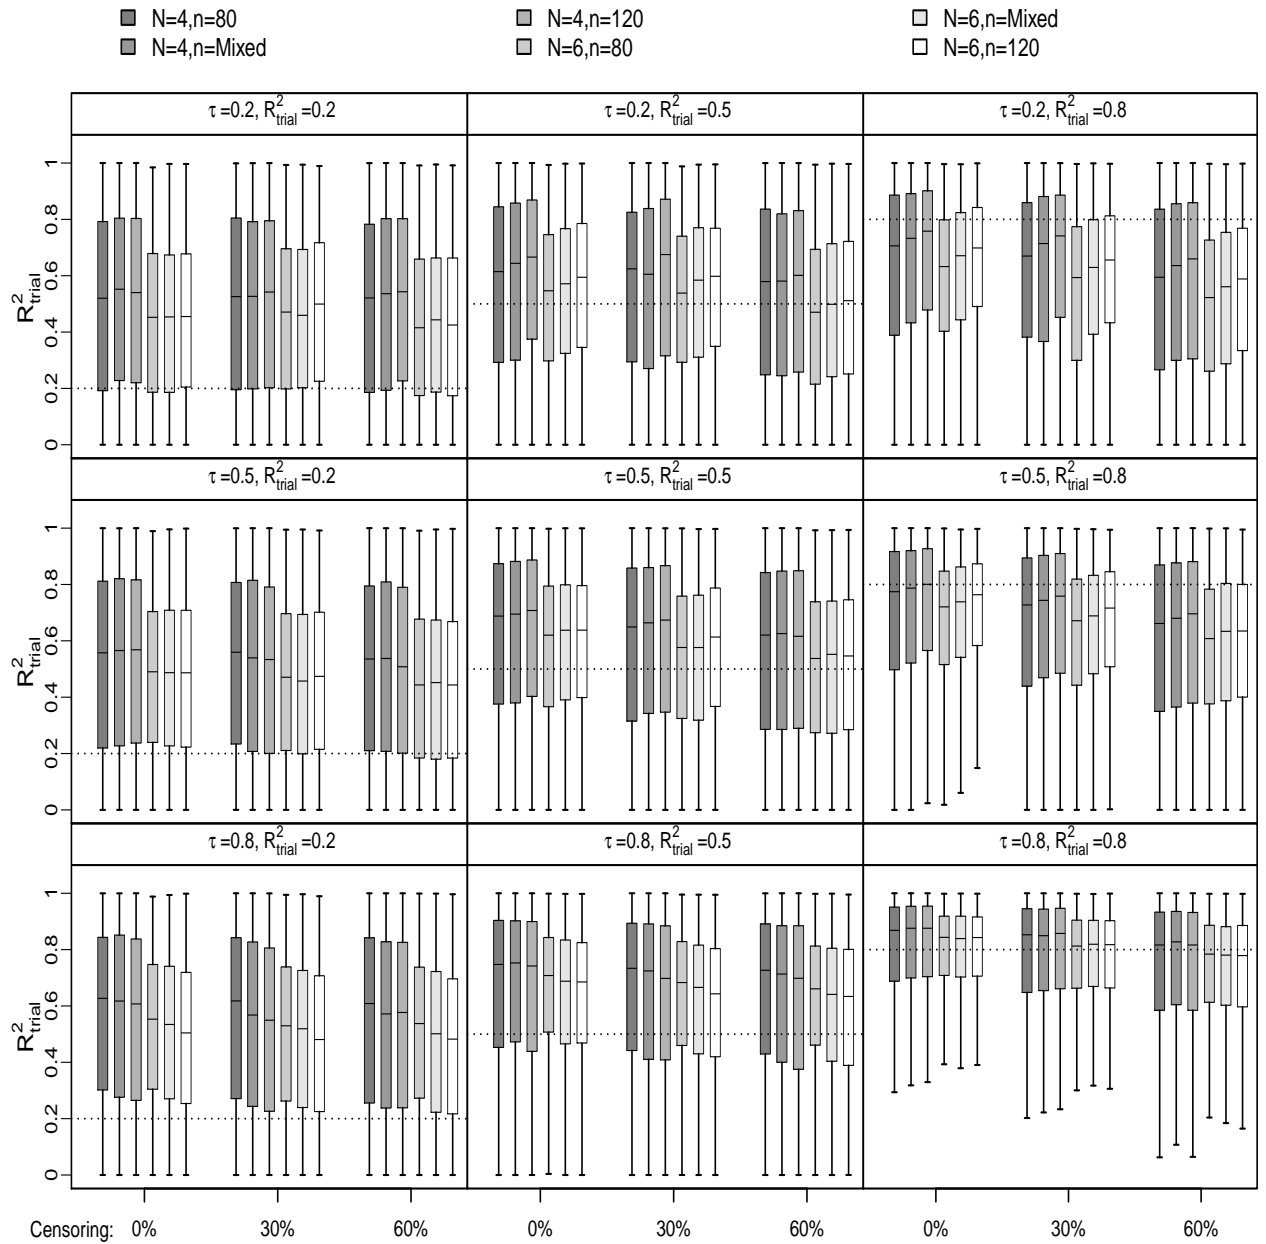 N=4,n=80 N=4,n=120 N=6,n=Mixed
N=4,n=Mixed N=6,n=80 N=6,n=120
τ=0.2, R²trial=0.2 τ=0.2, R²trial=0.5 τ=0.2, R²trial=0.8
R²trial
1
0.8
0.6
0.4
0.2
0
τ=0.5, R²trial=0.2 τ=0.5, R²trial=0.5 τ=0.5, R²trial=0.8
R²trial
1
0.8
0.6
0.4
0.2
0
τ=0.8, R²trial=0.2 τ=0.8, R²trial=0.5 τ=0.8, R²trial=0.8
R²trial
1
0.8
0.6
0.4
0.2
0
Censoring: 0% 30% 60% 0% 30% 60% 0% 30% 60%